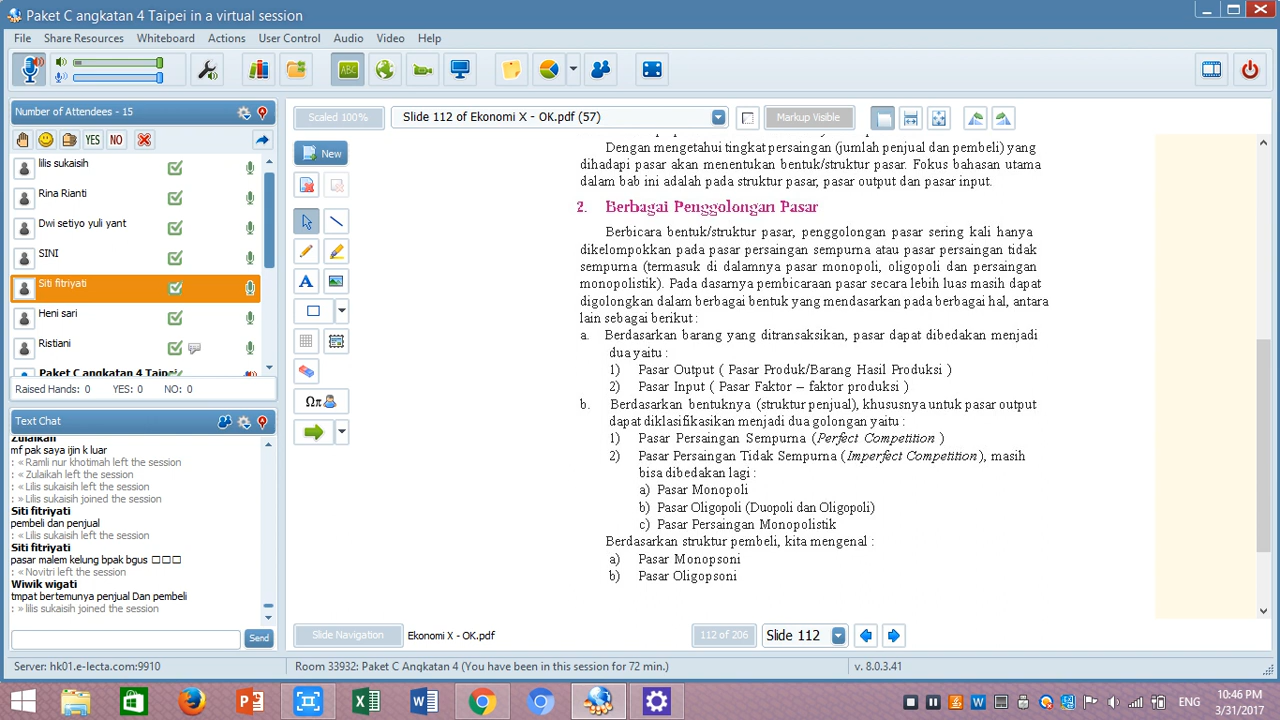 Paket C angkatan 4 Taipei in a virtual session
File Share Resources Whiteboard Actions User Control Audio Video Help
Number of Attendees - 15
YES NO
lilis sukaisih
Rina Rianti
Dwi setiyo yuli yant
SINI
Siti fitriyati
Heni sari
Ristiani
Paket C angkatan 4 Taipei
Raised Hands: 0 YES: 0 NO: 0
Text Chat
Zulaikah
mf pak saya ijin k luar
: « Ramli nur khotimah left the session
: « Zulaikah left the session
: « Lilis sukaisih left the session
: » Lilis sukaisih joined the session
Siti fitriyati
pembeli dan penjual
: « Lilis sukaisih left the session
Siti fitriyati
pasar malem kelung bpak bgus □□□
: « Novitri left the session
Wiwik wigati
tmpat bertemunya penjual Dan pembeli
: » lilis sukaisih joined the session
Send
ABC
Scaled 100% Slide 112 of Ekonomi X - OK.pdf (57) Markup Visible
New
A
Ωπ
Dengan mengetahui tingkat persaingan (jumlah penjual dan pembeli) yang
dihadapi pasar akan menentukan bentuk/struktur pasar. Fokus bahasan utama
dalam bab ini adalah pada struktur pasar, pasar output dan pasar input.
2. Berbagai Penggolongan Pasar
Berbicara bentuk/struktur pasar, penggolongan pasar sering kali hanya
dikelompokkan pada pasar persaingan sempurna atau pasar persaingan tidak
sempurna (termasuk di dalamnya pasar monopoli, oligopoli dan persaingan
monopolistik). Pada dasarnya pembicaraan pasar secara lebih luas masih dapat
digolongkan dalam berbagai bentuk yang mendasarkan pada berbagai hal, antara
lain sebagai berikut :
a. Berdasarkan barang yang ditransaksikan, pasar dapat dibedakan menjadi
dua yaitu :
1) Pasar Output ( Pasar Produk/Barang Hasil Produksi )
2) Pasar Input ( Pasar Faktor – faktor produksi )
b. Berdasarkan bentuknya (struktur penjual), khususnya untuk pasar output
dapat diklasifikasikan menjadi dua golongan yaitu :
1) Pasar Persaingan Sempurna (Perfect Competition )
2) Pasar Persaingan Tidak Sempurna (Imperfect Competition), masih
bisa dibedakan lagi :
a) Pasar Monopoli
b) Pasar Oligopoli (Duopoli dan Oligopoli)
c) Pasar Persaingan Monopolistik
Berdasarkan struktur pembeli, kita mengenal :
a) Pasar Monopsoni
b) Pasar Oligopsoni
Slide Navigation Ekonomi X - OK.pdf 112 of 206 Slide 112
Server: hk01.e-lecta.com:9910 Room 33932: Paket C Angkatan 4 (You have been in this session for 72 min.) v. 8.0.3.41
ENG
10:46 PM
3/31/2017